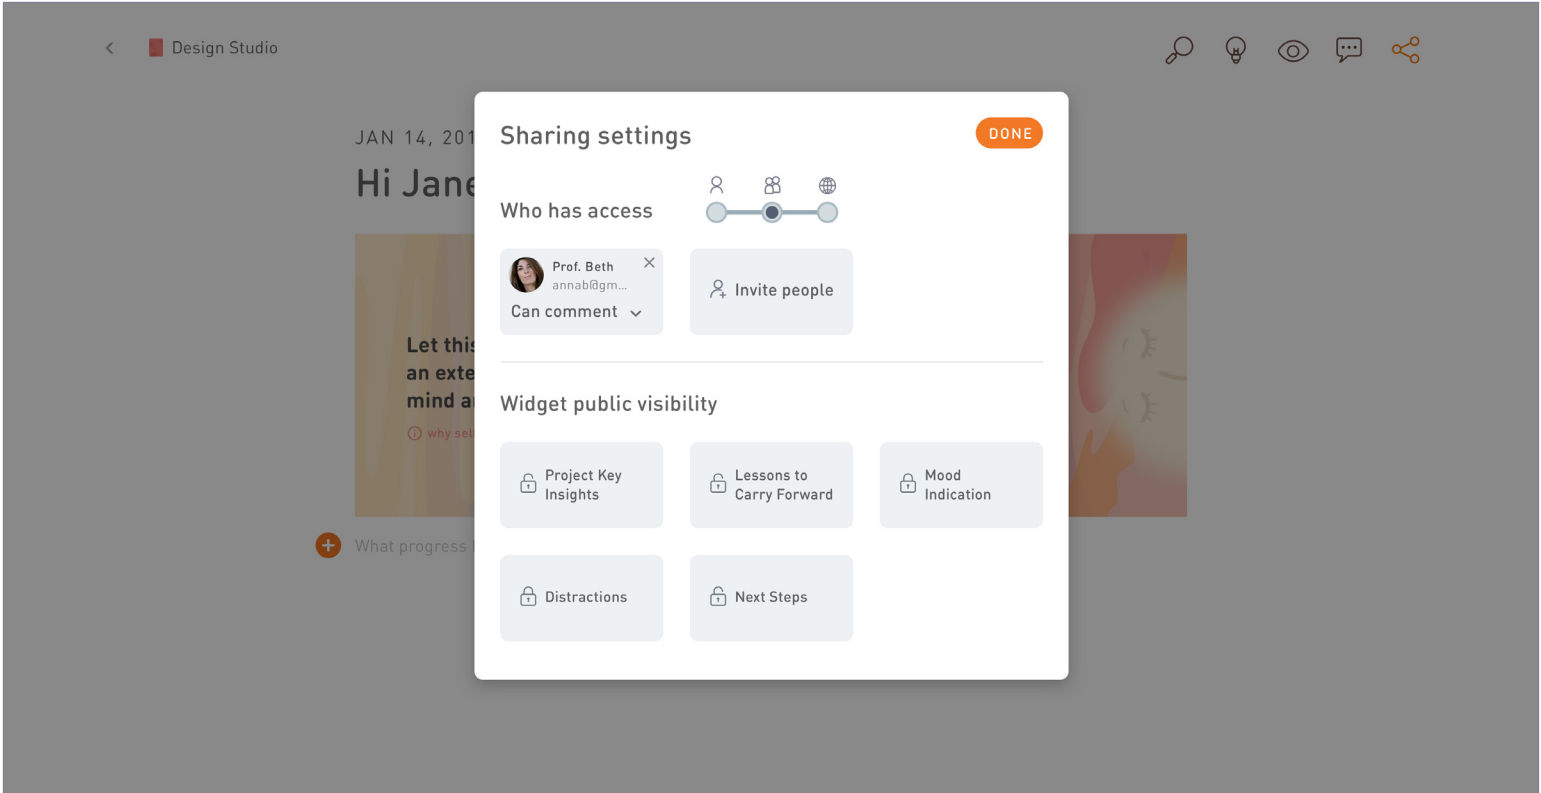 Design Studio
JAN 14, 201
Sharing settings
DONE
Hi Jane
Who has access
Prof. Beth
annab@gm...
Can comment
Invite people
Let this
an exte
mind a
why sel
Widget public visibility
Project Key
Insights
Lessons to
Carry Forward
Mood
Indication
What progress
Distractions
Next Steps